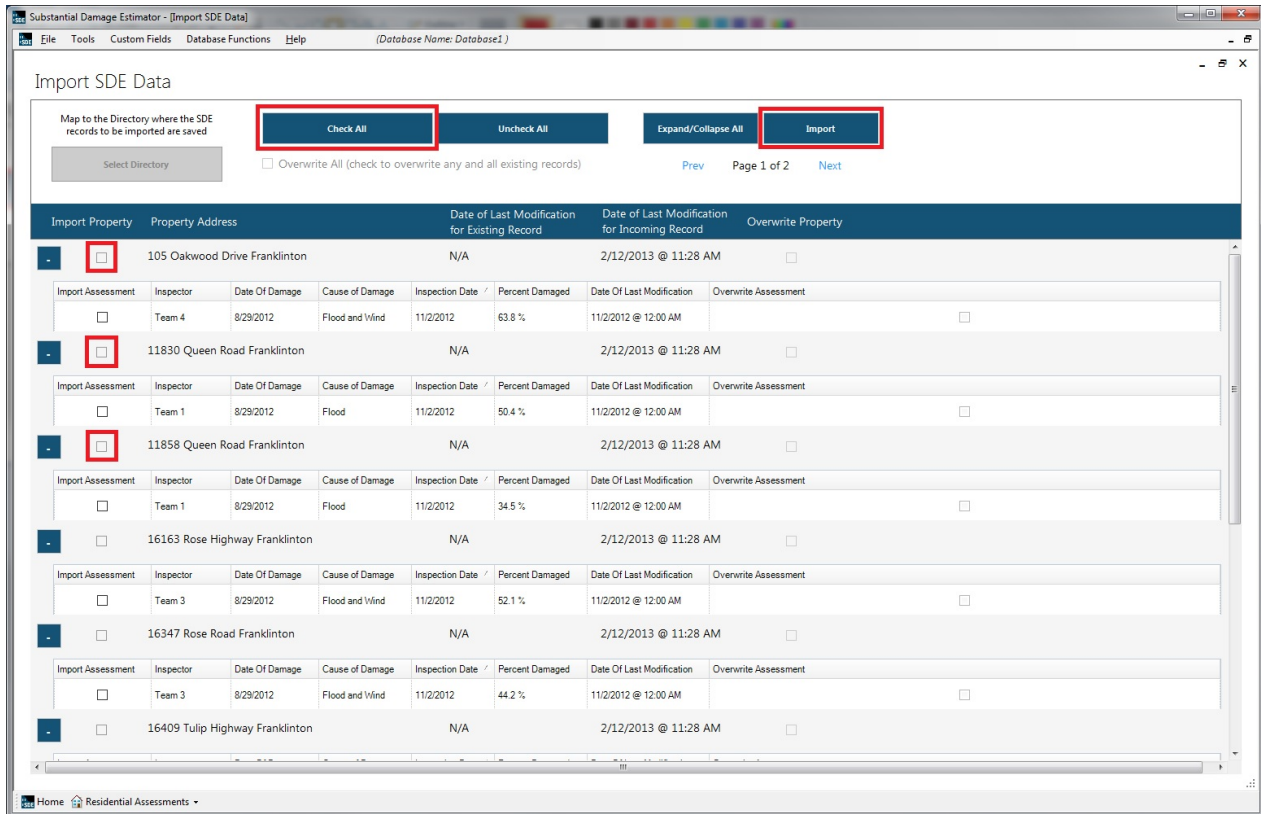 Substantial Damage Estimator - [Import SDE Data]
File Tools Custom Fields Database Functions Help (Database Name: Database1 )
Import SDE Data
Map to the Directory where the SDE
records to be imported are saved
Check All Uncheck All Expand/Collapse All Import
Select Directory
Overwrite All (check to overwrite any and all existing records)
Prev Page 1 of 2 Next
Import Property Property Address Date of Last Modification for Existing Record Date of Last Modification for Incoming Record Overwrite Property
- 105 Oakwood Drive Franklinton N/A 2/12/2013 @ 11:28 AM
Import Assessment Inspector Date Of Damage Cause of Damage Inspection Date Percent Damaged Date Of Last Modification Overwrite Assessment
Team 4 8/29/2012 Flood and Wind 11/2/2012 63.8 % 11/2/2012 @ 12:00 AM
- 11830 Queen Road Franklinton N/A 2/12/2013 @ 11:28 AM
Import Assessment Inspector Date Of Damage Cause of Damage Inspection Date Percent Damaged Date Of Last Modification Overwrite Assessment
Team 1 8/29/2012 Flood 11/2/2012 50.4 % 11/2/2012 @ 12:00 AM
- 11858 Queen Road Franklinton N/A 2/12/2013 @ 11:28 AM
Import Assessment Inspector Date Of Damage Cause of Damage Inspection Date Percent Damaged Date Of Last Modification Overwrite Assessment
Team 1 8/29/2012 Flood 11/2/2012 34.5 % 11/2/2012 @ 12:00 AM
- 16163 Rose Highway Franklinton N/A 2/12/2013 @ 11:28 AM
Import Assessment Inspector Date Of Damage Cause of Damage Inspection Date Percent Damaged Date Of Last Modification Overwrite Assessment
Team 3 8/29/2012 Flood and Wind 11/2/2012 52.1 % 11/2/2012 @ 12:00 AM
- 16347 Rose Road Franklinton N/A 2/12/2013 @ 11:28 AM
Import Assessment Inspector Date Of Damage Cause of Damage Inspection Date Percent Damaged Date Of Last Modification Overwrite Assessment
Team 3 8/29/2012 Flood and Wind 11/2/2012 44.2 % 11/2/2012 @ 12:00 AM
- 16409 Tulip Highway Franklinton N/A 2/12/2013 @ 11:28 AM
Home Residential Assessments